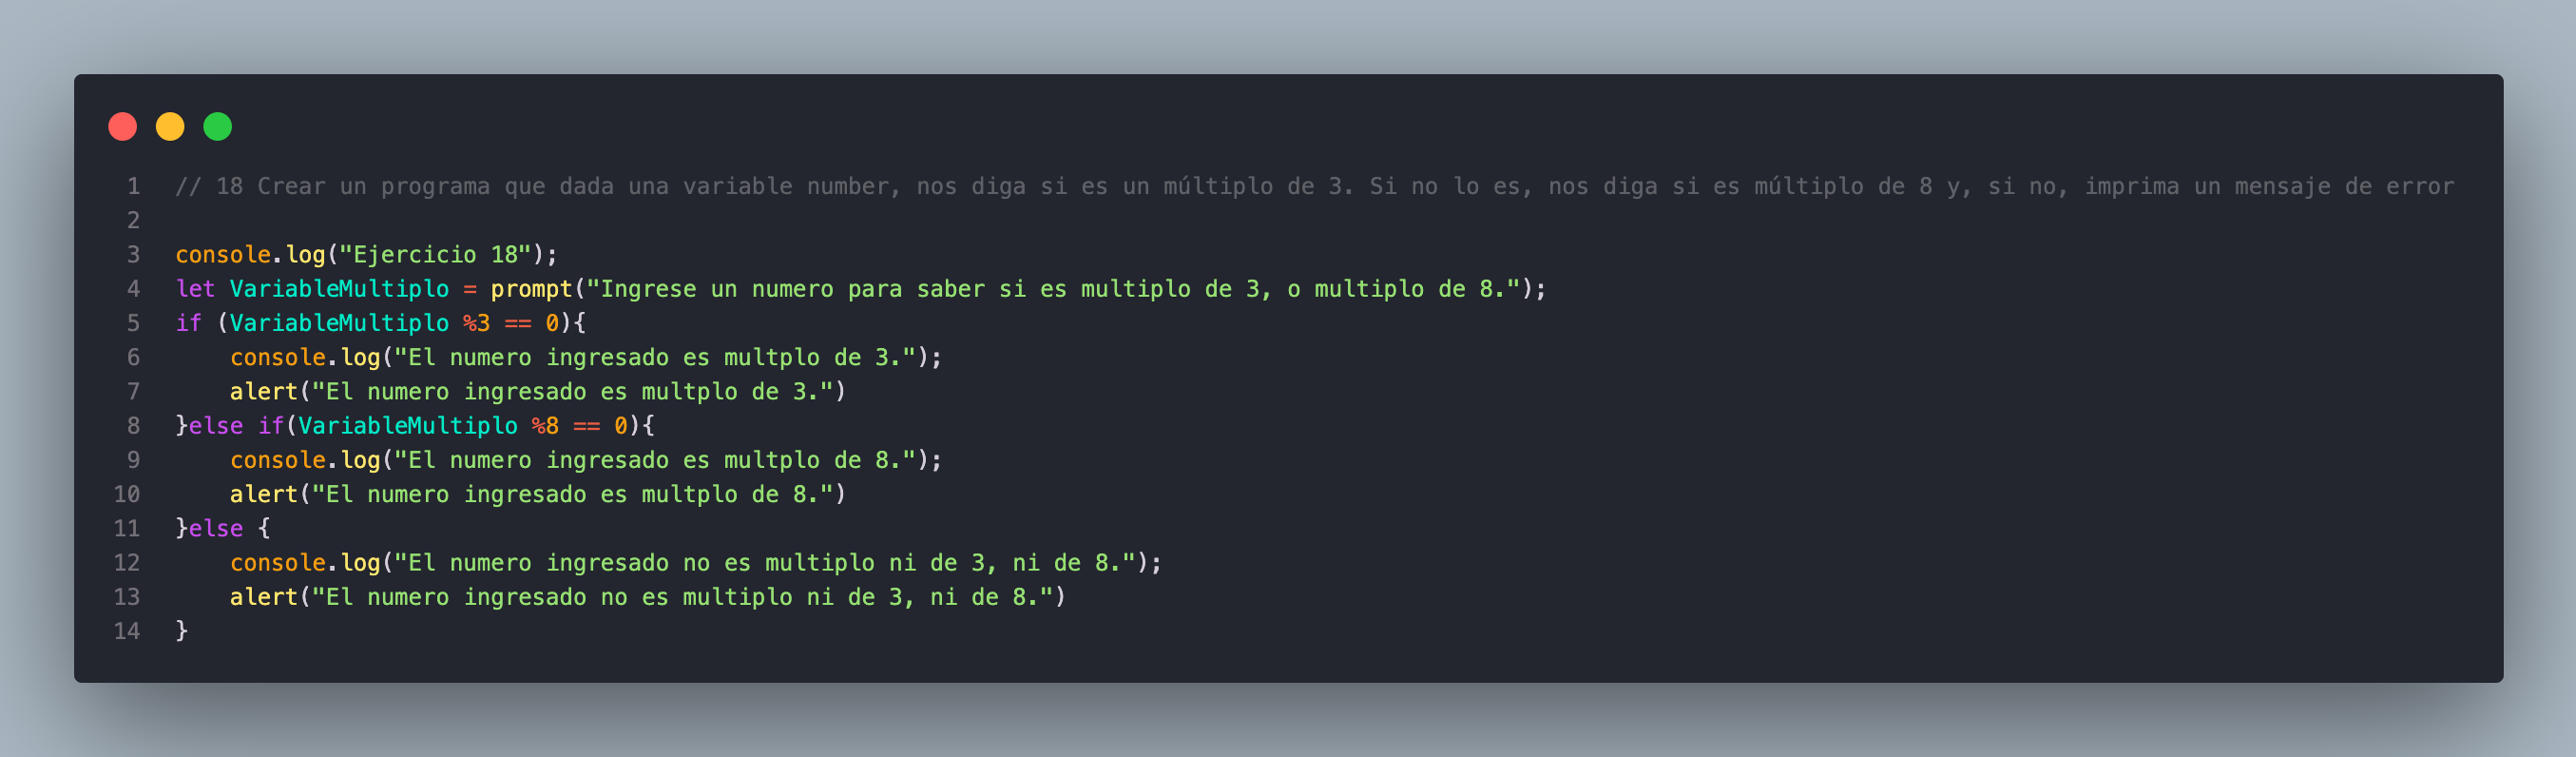 1 // 18 Crear un programa que dada una variable number, nos diga si es un múltiplo de 3. Si no lo es, nos diga si es múltiplo de 8 y, si no, imprima un mensaje de error
2
3 console.log("Ejercicio 18");
4 let VariableMultiplo = prompt("Ingrese un numero para saber si es multiplo de 3, o multiplo de 8.");
5 if (VariableMultiplo %3 == 0){
6     console.log("El numero ingresado es multplo de 3.");
7     alert("El numero ingresado es multplo de 3.")
8 }else if(VariableMultiplo %8 == 0){
9     console.log("El numero ingresado es multplo de 8.");
10     alert("El numero ingresado es multplo de 8.")
11 }else {
12     console.log("El numero ingresado no es multiplo ni de 3, ni de 8.");
13     alert("El numero ingresado no es multiplo ni de 3, ni de 8.")
14 }